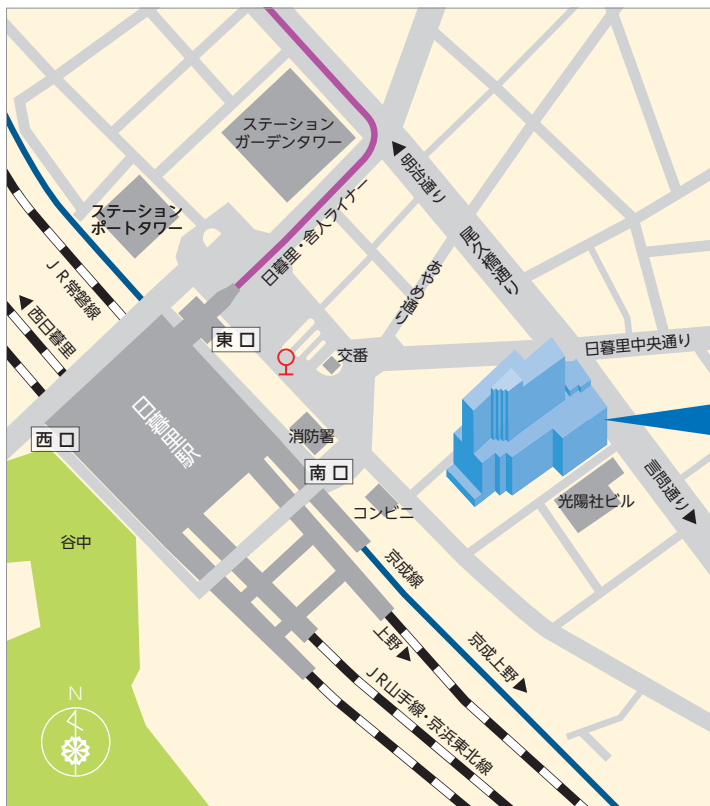 ステーション
ガーデンタワー
明治通り
ステーション
ポートタワー
日暮里・舎人ライナー
尾久橋通り
あやめ通り
JR常磐線
西日暮里
東口
交番
日暮里中央通り
日暮里駅
消防署
西口
南口
コンビニ
光陽社ビル
言問通り
谷中
京成線
上野
京成上野
JR山手線・京浜東北線
N